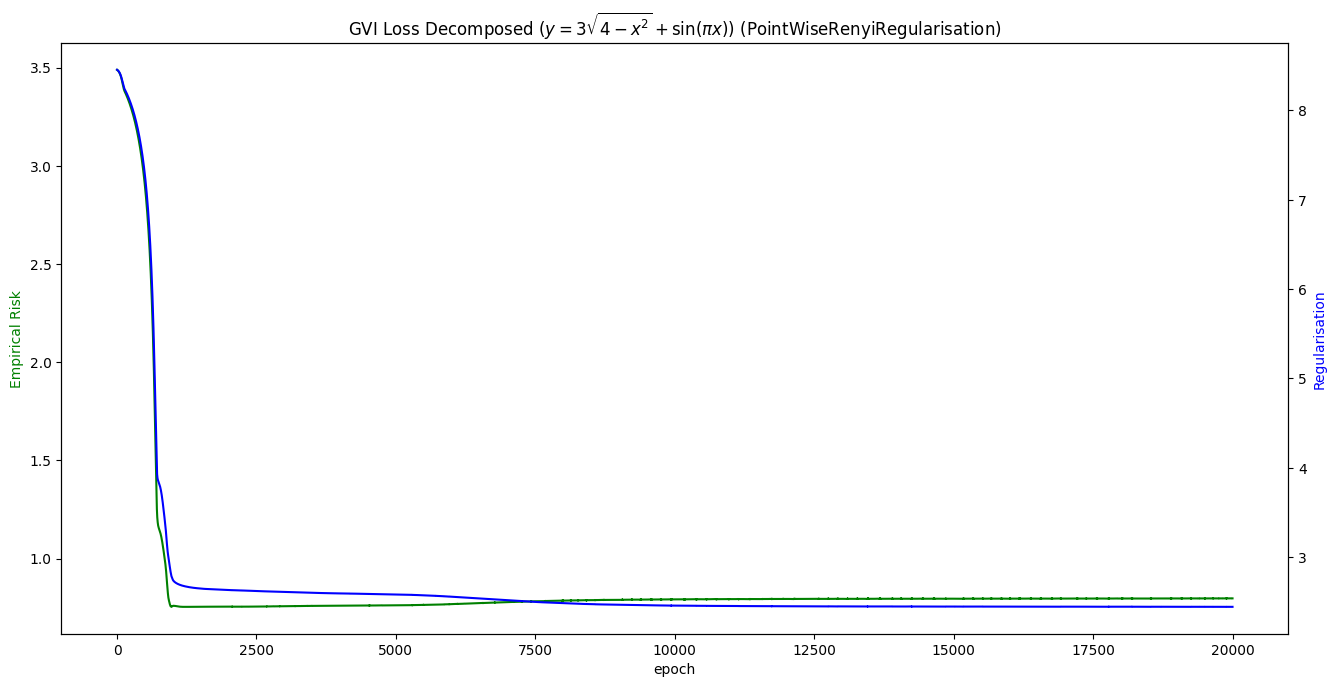 GVI Loss Decomposed (y = 3√(4 − x²) + sin(πx)) (PointWiseRenyiRegularisation)
3.5
3.0
2.5
2.0
1.5
1.0
Empirical Risk
8
7
6
5
4
3
Regularisation
0 2500 5000 7500 10000 12500 15000 17500 20000
epoch